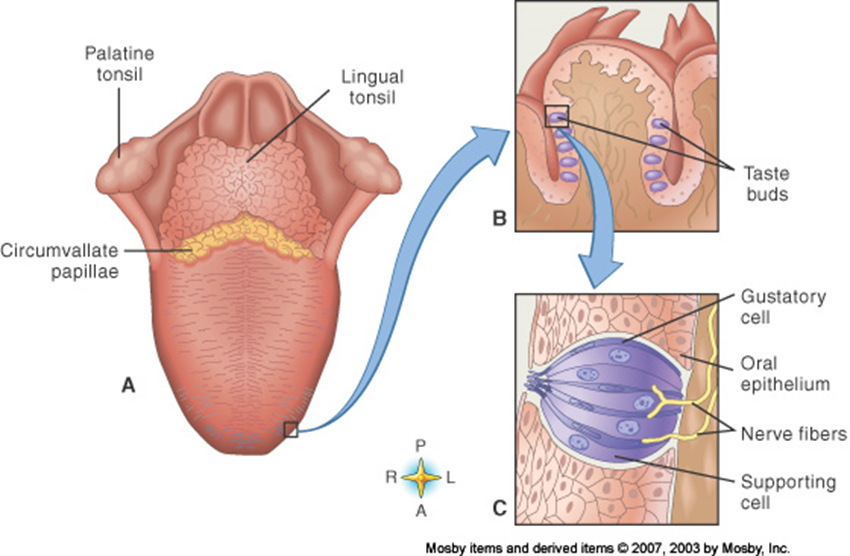 Palatine
tonsil
Lingual
tonsil
Circumvallate
papillae
A
P
R
L
A
B
Taste
buds
C
Gustatory
cell
Oral
epithelium
Nerve fibers
Supporting
cell
Mosby items and derived items © 2007, 2003 by Mosby, Inc.